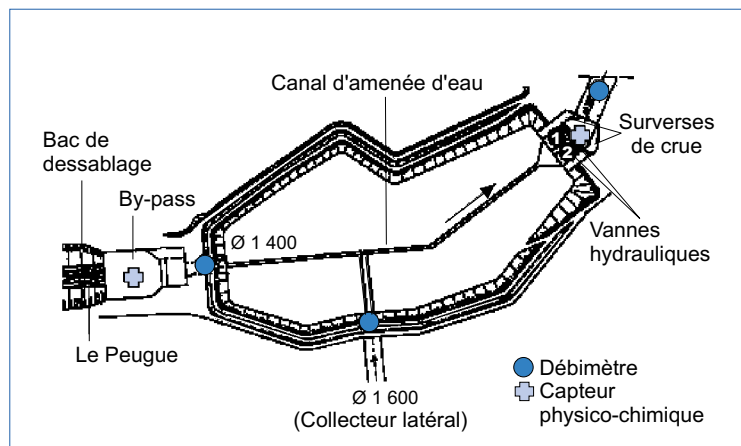 Canal d'amenée d'eau
Surverses
de crue
Bac de
dessablage
By-pass
Ø 1 400
Vannes
hydrauliques
Le Peugue
Ø 1 600
(Collecteur latéral)
Débimètre
Capteur
physico-chimique